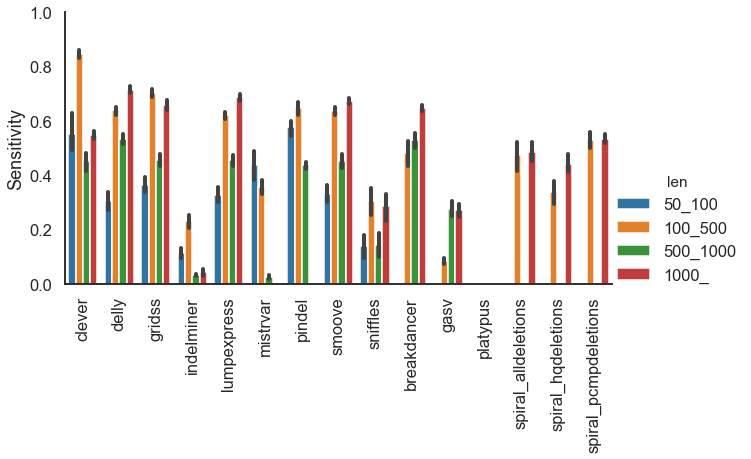 1.0
0.8
0.6
0.4
0.2
0.0
Sensitivity
clever
delly
gridss
indelminer
lumpexpress
mistrvar
pindel
smoove
sniffles
breakdancer
gasv
platypus
spiral_alldeletions
spiral_hqdeletions
spiral_pcmpdeletions
len
50_100
100_500
500_1000
1000_